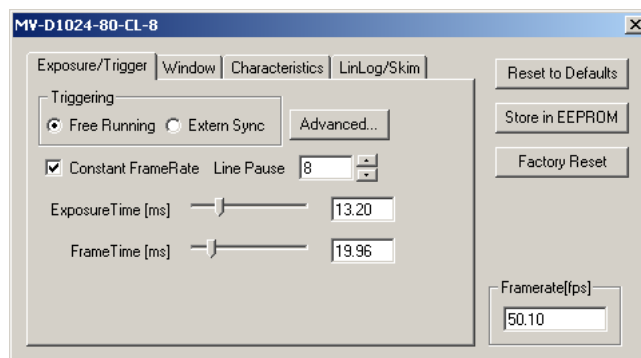 MV-D1024-80-CL-8
Exposure/Trigger Window Characteristics LinLog/Skim
Triggering
Free Running Extern Sync Advanced...
Constant FrameRate Line Pause 8
ExposureTime [ms] 13.20
FrameTime [ms] 19.96
Reset to Defaults
Store in EEPROM
Factory Reset
Framerate[fps]
50.10